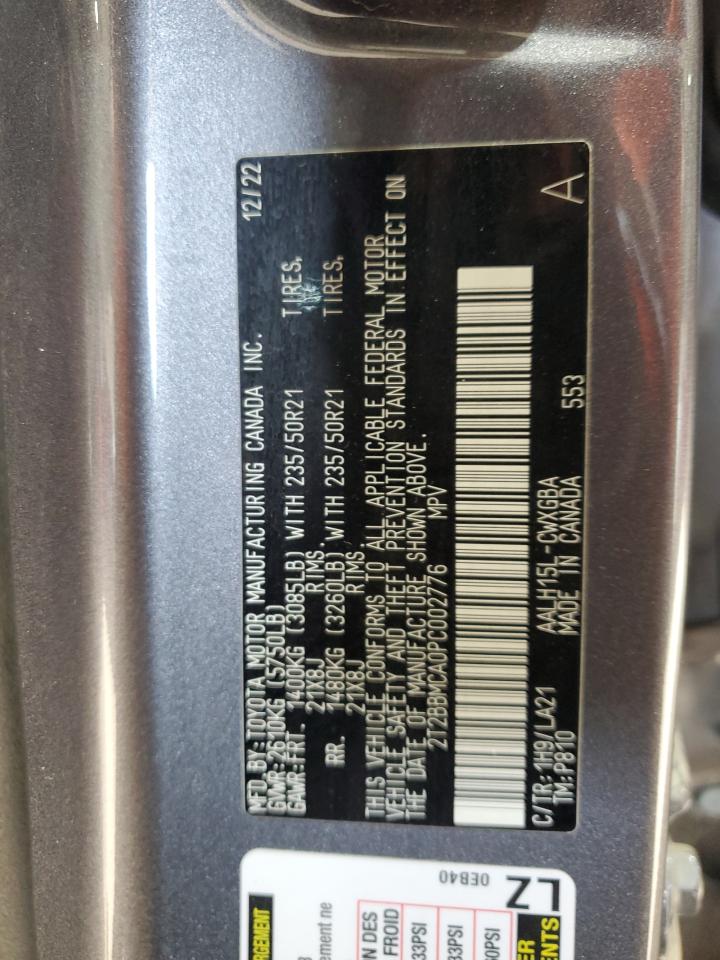 MFD. BY: TOYOTA MOTOR MANUFACTURING CANADA INC. 12/22
GVWR: 2610KG (5750LB)
GAWR: FRT. 1400KG (3085LB) WITH 235/50R21 TIRES,
21X8J RIMS
RR. 1480KG (3260LB) WITH 235/50R21 TIRES,
21X8J RIMS.
THIS VEHICLE CONFORMS TO ALL APPLICABLE FEDERAL MOTOR
VEHICLE SAFETY AND THEFT PREVENTION STANDARDS IN EFFECT ON
THE DATE OF MANUFACTURE SHOWN ABOVE.
2T2BBMCA0PC002776 MPV
C/TR: 1H9/LA21 AALH15L-CWXGBA A
TM: P810 MADE IN CANADA 553
0EB40
LZ
ement ne
FROID
33PSI
33PSI